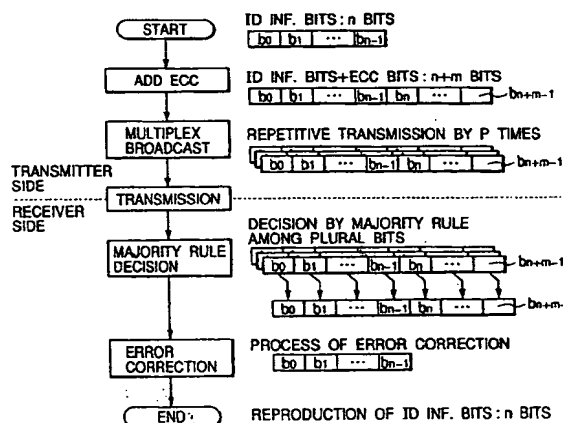 START
ID INF. BITS : n BITS
b0 b1 ... bn-1
ADD ECC
ID INF. BITS+ECC BITS : n+m BITS
b0 b1 ... bn-1 bn ... bn+m-1
MULTIPLEX
BROADCAST
REPETITIVE TRANSMISSION BY P TIMES
b0 b1 ... bn-1 bn ... bn+m-1
TRANSMITTER
SIDE
TRANSMISSION
RECEIVER
SIDE
MAJORITY RULE
DECISION
DECISION BY MAJORITY RULE
AMONG PLURAL BITS
b0 b1 ... bn-1 bn ... bn+m-1
b0 b1 ... bn-1 bn ... bn+m-
ERROR
CORRECTION
PROCESS OF ERROR CORRECTION
b0 b1 ... bn-1
END
REPRODUCTION OF ID INF. BITS : n BITS